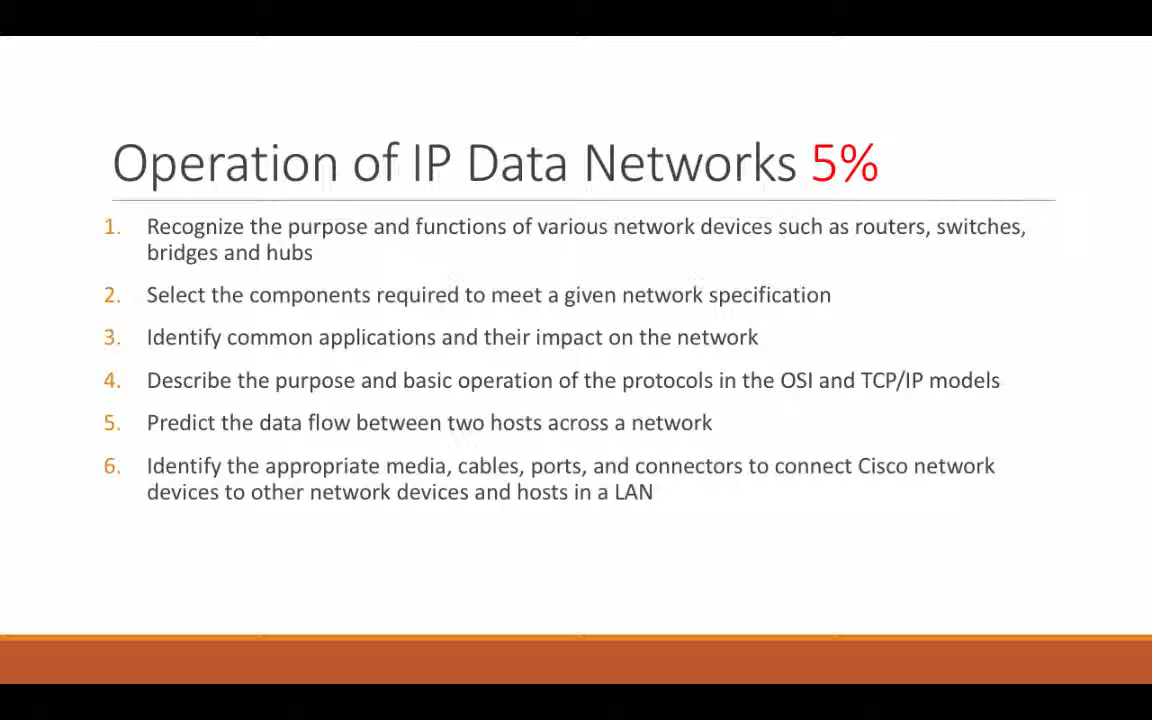 Operation of IP Data Networks 5%
1. Recognize the purpose and functions of various network devices such as routers, switches,
bridges and hubs
2. Select the components required to meet a given network specification
3. Identify common applications and their impact on the network
4. Describe the purpose and basic operation of the protocols in the OSI and TCP/IP models
5. Predict the data flow between two hosts across a network
6. Identify the appropriate media, cables, ports, and connectors to connect Cisco network
devices to other network devices and hosts in a LAN